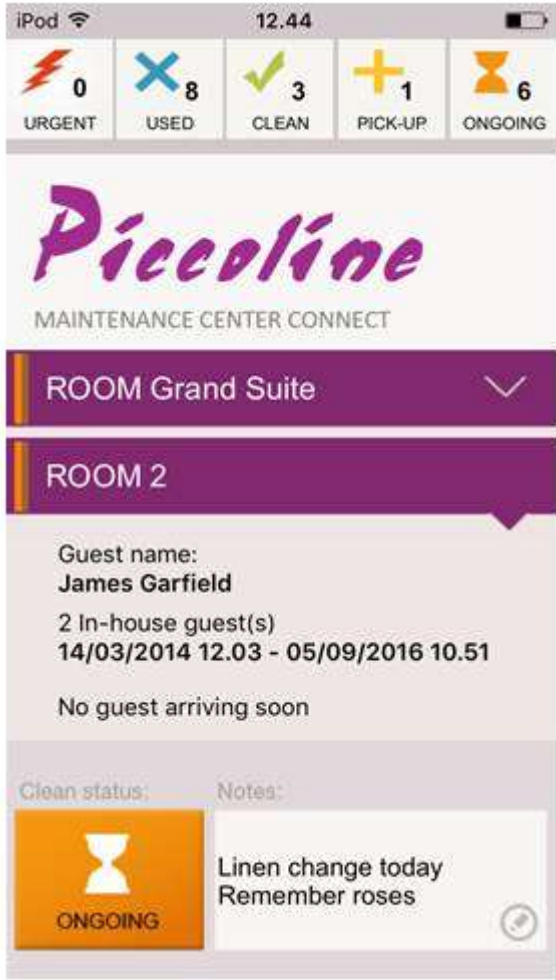 iPod 12.44
0 8 3 1 6
URGENT USED CLEAN PICK-UP ONGOING
Piccoline
MAINTENANCE CENTER CONNECT
ROOM Grand Suite
ROOM 2
Guest name:
James Garfield
2 In-house guest(s)
14/03/2014 12.03 - 05/09/2016 10.51
No guest arriving soon
Clean status: Notes:
Linen change today
Remember roses
ONGOING